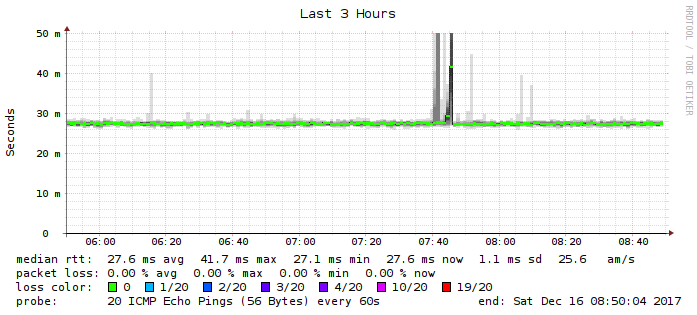 Last 3 Hours
RRDTOOL / TOBI OETIKER
Seconds
50 m
40 m
30 m
20 m
10 m
0
06:00 06:20 06:40 07:00 07:20 07:40 08:00 08:20 08:40
median rtt: 27.6 ms avg 41.7 ms max 27.1 ms min 27.6 ms now 1.1 ms sd 25.6 am/s
packet loss: 0.00 % avg 0.00 % max 0.00 % min 0.00 % now
loss color: 0 1/20 2/20 3/20 4/20 10/20 19/20
probe: 20 ICMP Echo Pings (56 Bytes) every 60s end: Sat Dec 16 08:50:04 2017